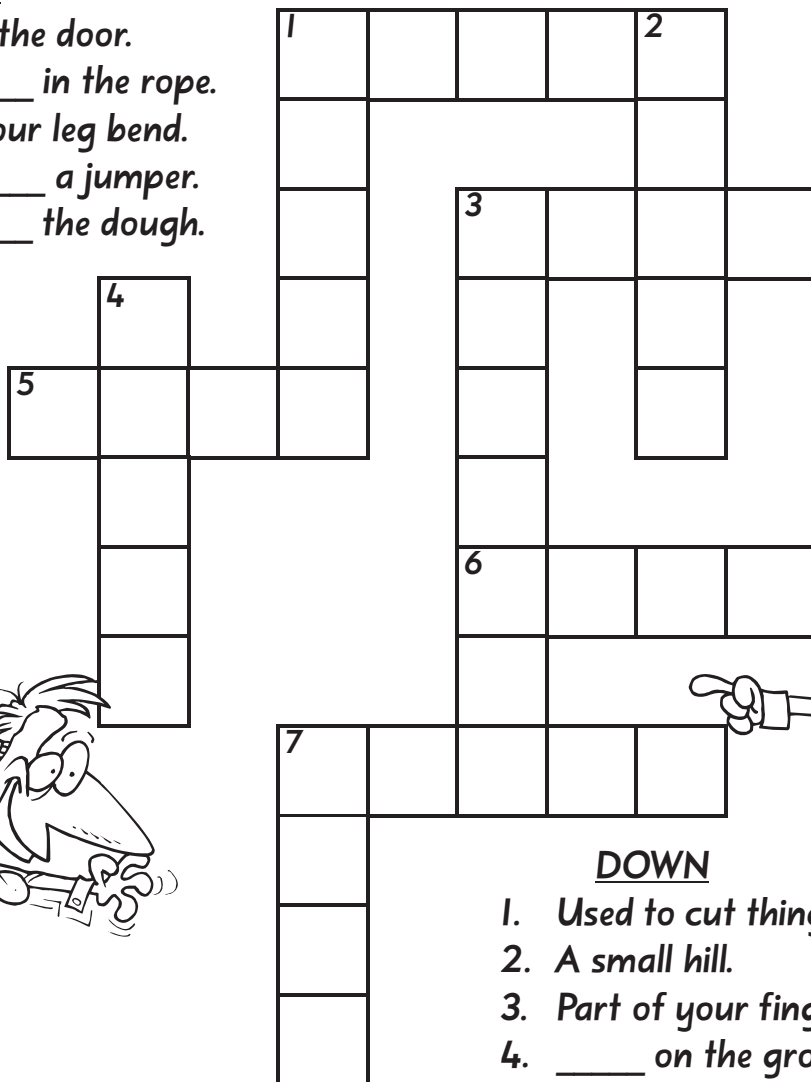 the door.
__ in the rope.
our leg bend.
___ a jumper.
__ the dough.
1 2
3
4
5
6
7
DOWN
1. Used to cut thing
2. A small hill.
3. Part of your fing
4. _____ on the gro